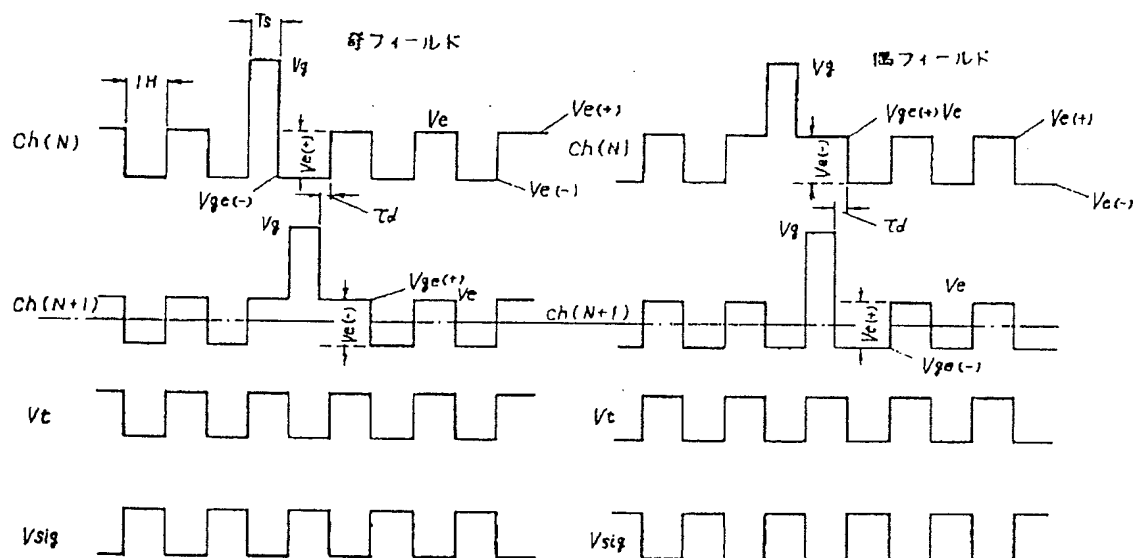 Ts
奇フィールド
Vg
1H
Ve(+)
Ve
Ch(N)
Ve(+)
Vge(-)
Ve(-)
τd
Vg
Vge(+)
Ve
Ch(N+1)
Ve(-)
Vt
Vsig
偶フィールド
Vg
Vge(+) Ve
Ve(+)
Ch(N)
Ve(-)
Ve(-)
τd
Vg
Ve
Ch(N+1)
Ve(+)
Vge(-)
Vt
Vsig